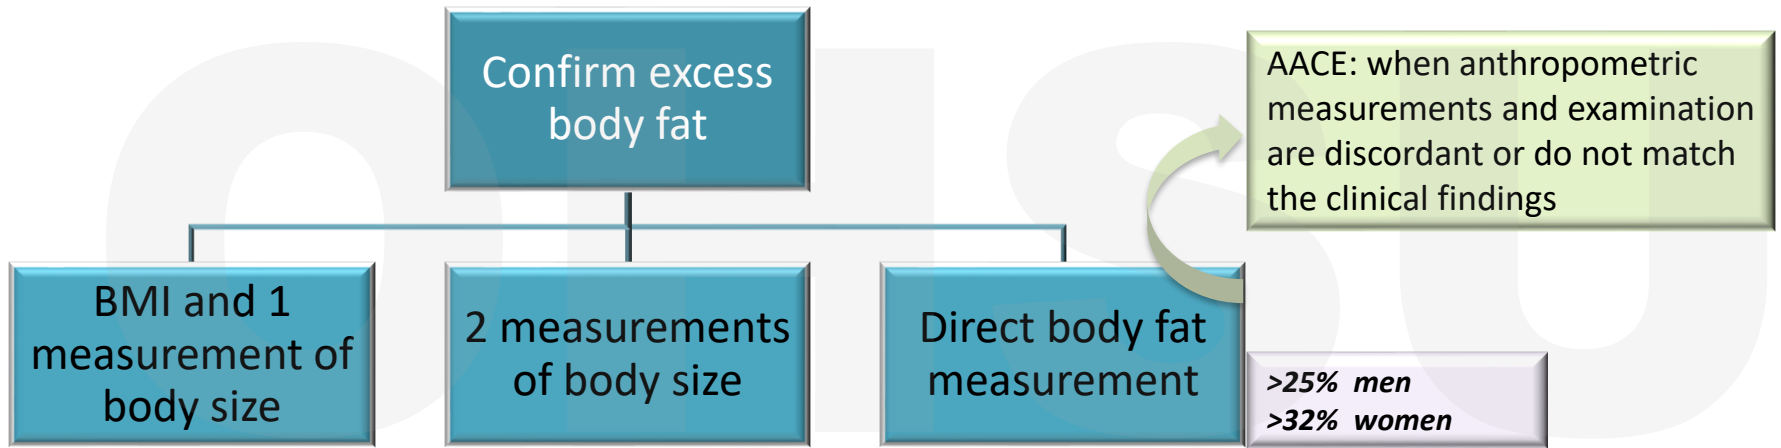 Confirm excess
body fat
AACE: when anthropometric
measurements and examination
are discordant or do not match
the clinical findings
BMI and 1
measurement of
body size
2 measurements
of body size
Direct body fat
measurement
>25% men
>32% women
OHSU